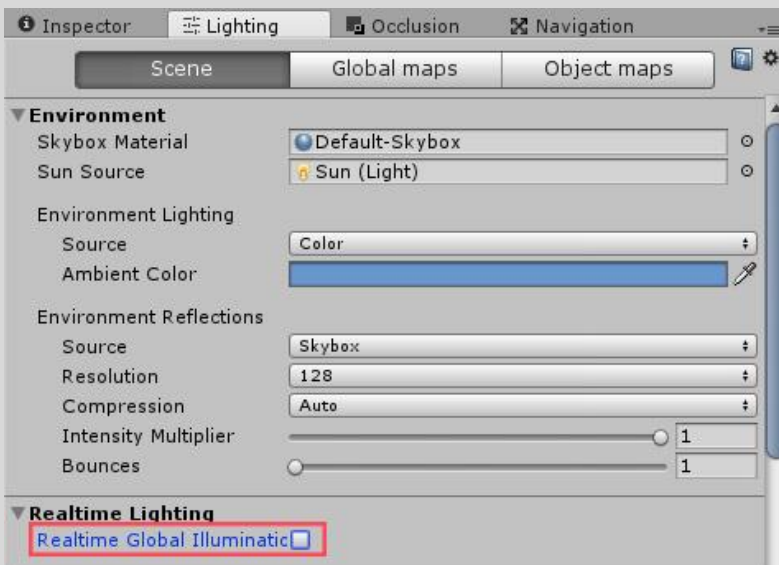 Inspector Lighting Occlusion Navigation
Scene Global maps Object maps
Environment
Skybox Material Default-Skybox
Sun Source Sun (Light)
Environment Lighting
Source Color
Ambient Color
Environment Reflections
Source Skybox
Resolution 128
Compression Auto
Intensity Multiplier 1
Bounces 1
Realtime Lighting
Realtime Global Illuminatic